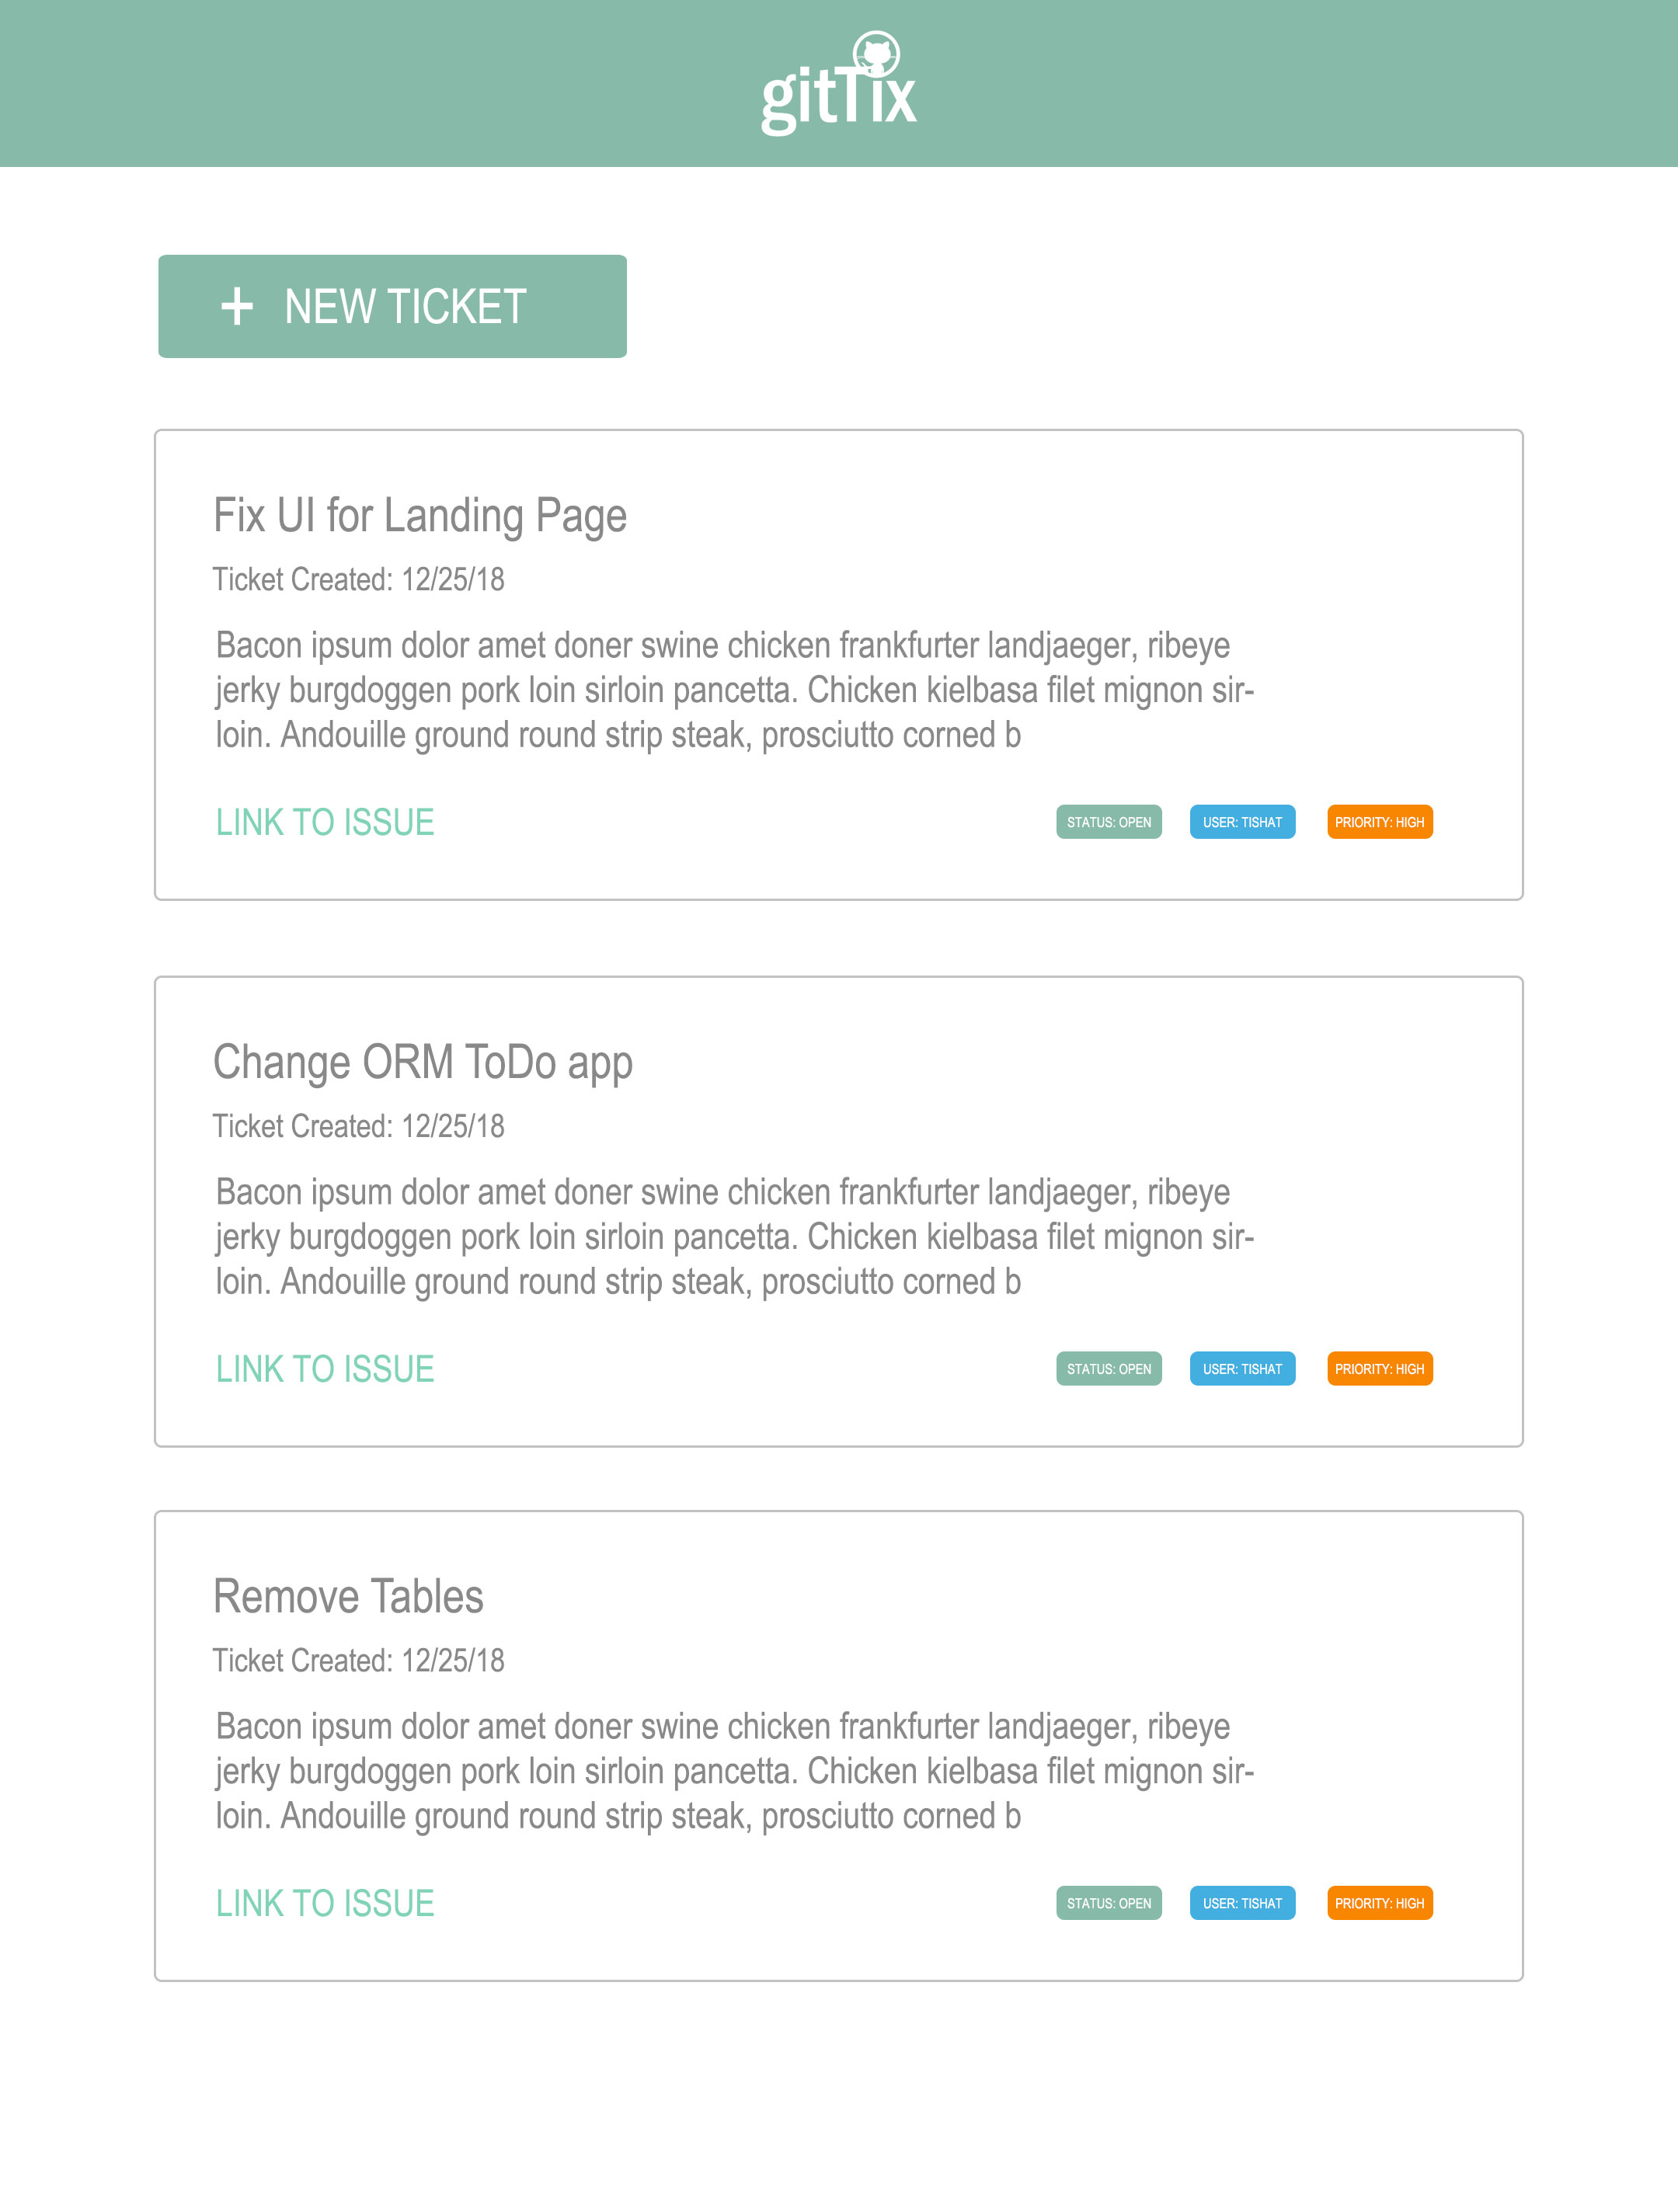 gitTix
+ NEW TICKET
Fix UI for Landing Page
Ticket Created: 12/25/18
Bacon ipsum dolor amet doner swine chicken frankfurter landjaeger, ribeye
jerky burgdoggen pork loin sirloin pancetta. Chicken kielbasa filet mignon sir-
loin. Andouille ground round strip steak, prosciutto corned b
LINK TO ISSUE STATUS: OPEN USER: TISHAT PRIORITY: HIGH
Change ORM ToDo app
Ticket Created: 12/25/18
Bacon ipsum dolor amet doner swine chicken frankfurter landjaeger, ribeye
jerky burgdoggen pork loin sirloin pancetta. Chicken kielbasa filet mignon sir-
loin. Andouille ground round strip steak, prosciutto corned b
LINK TO ISSUE STATUS: OPEN USER: TISHAT PRIORITY: HIGH
Remove Tables
Ticket Created: 12/25/18
Bacon ipsum dolor amet doner swine chicken frankfurter landjaeger, ribeye
jerky burgdoggen pork loin sirloin pancetta. Chicken kielbasa filet mignon sir-
loin. Andouille ground round strip steak, prosciutto corned b
LINK TO ISSUE STATUS: OPEN USER: TISHAT PRIORITY: HIGH